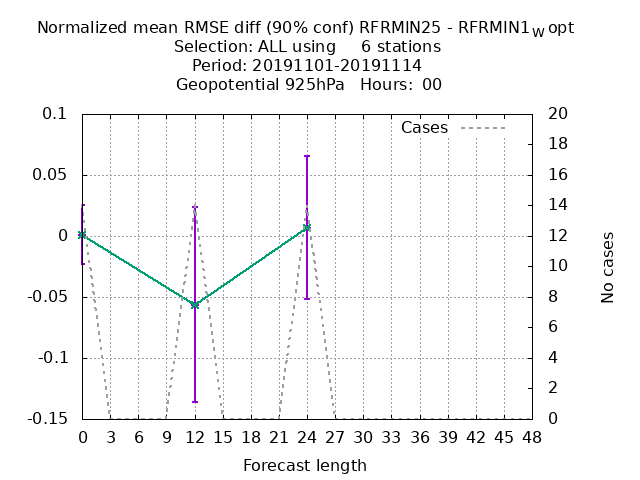 Normalized mean RMSE diff (90% conf) RFRMIN25 - RFRMIN1wopt
Selection: ALL using 6 stations
Period: 20191101-20191114
Geopotential 925hPa Hours: 00
0.1
0.05
0
-0.05
-0.1
-0.15
Cases
20
18
16
14
12
10
8
6
4
2
0
No cases
0 3 6 9 12 15 18 21 24 27 30 33 36 39 42 45 48
Forecast length